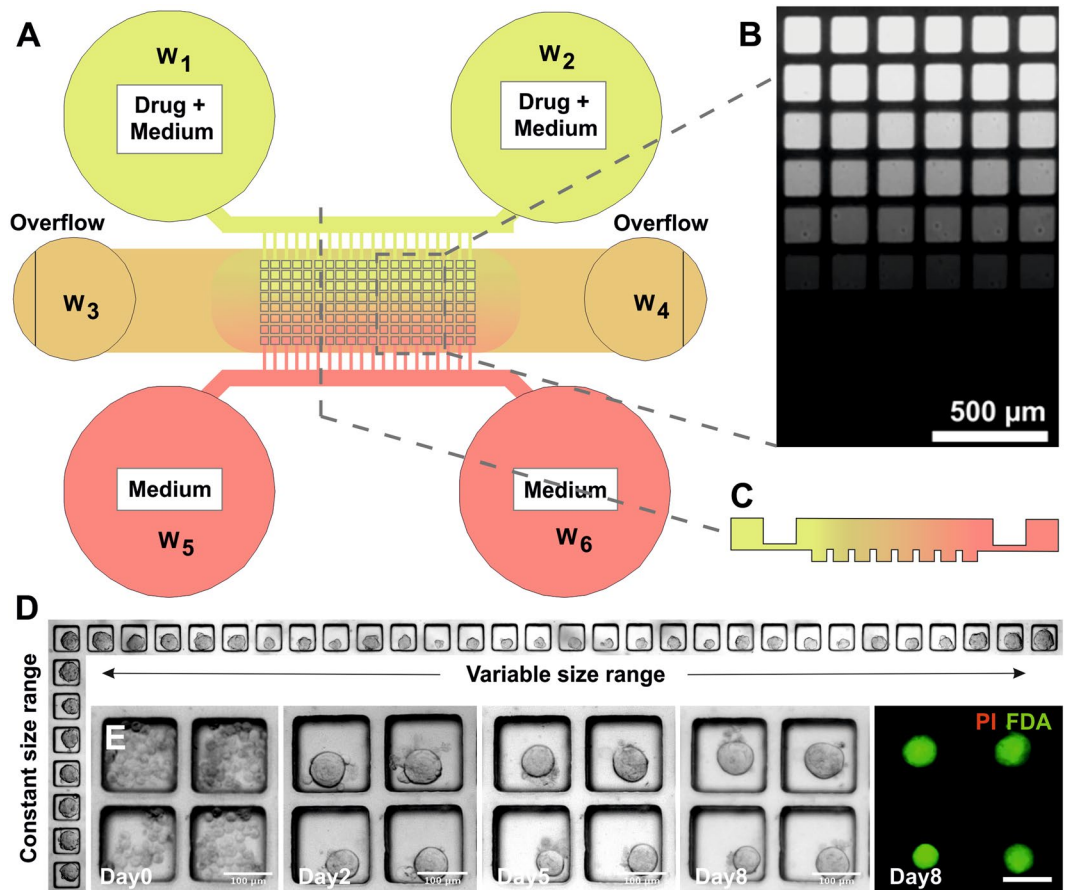 A
B
W1
W2
Drug +
Medium
Drug +
Medium
Overflow
Overflow
W3
W4
500 µm
Medium
Medium
W5
W6
C
D
Variable size range
Constant size range
E
PI FDA
Day0
100 µm
Day2
100 µm
Day5
100 µm
Day8
100 µm
Day8